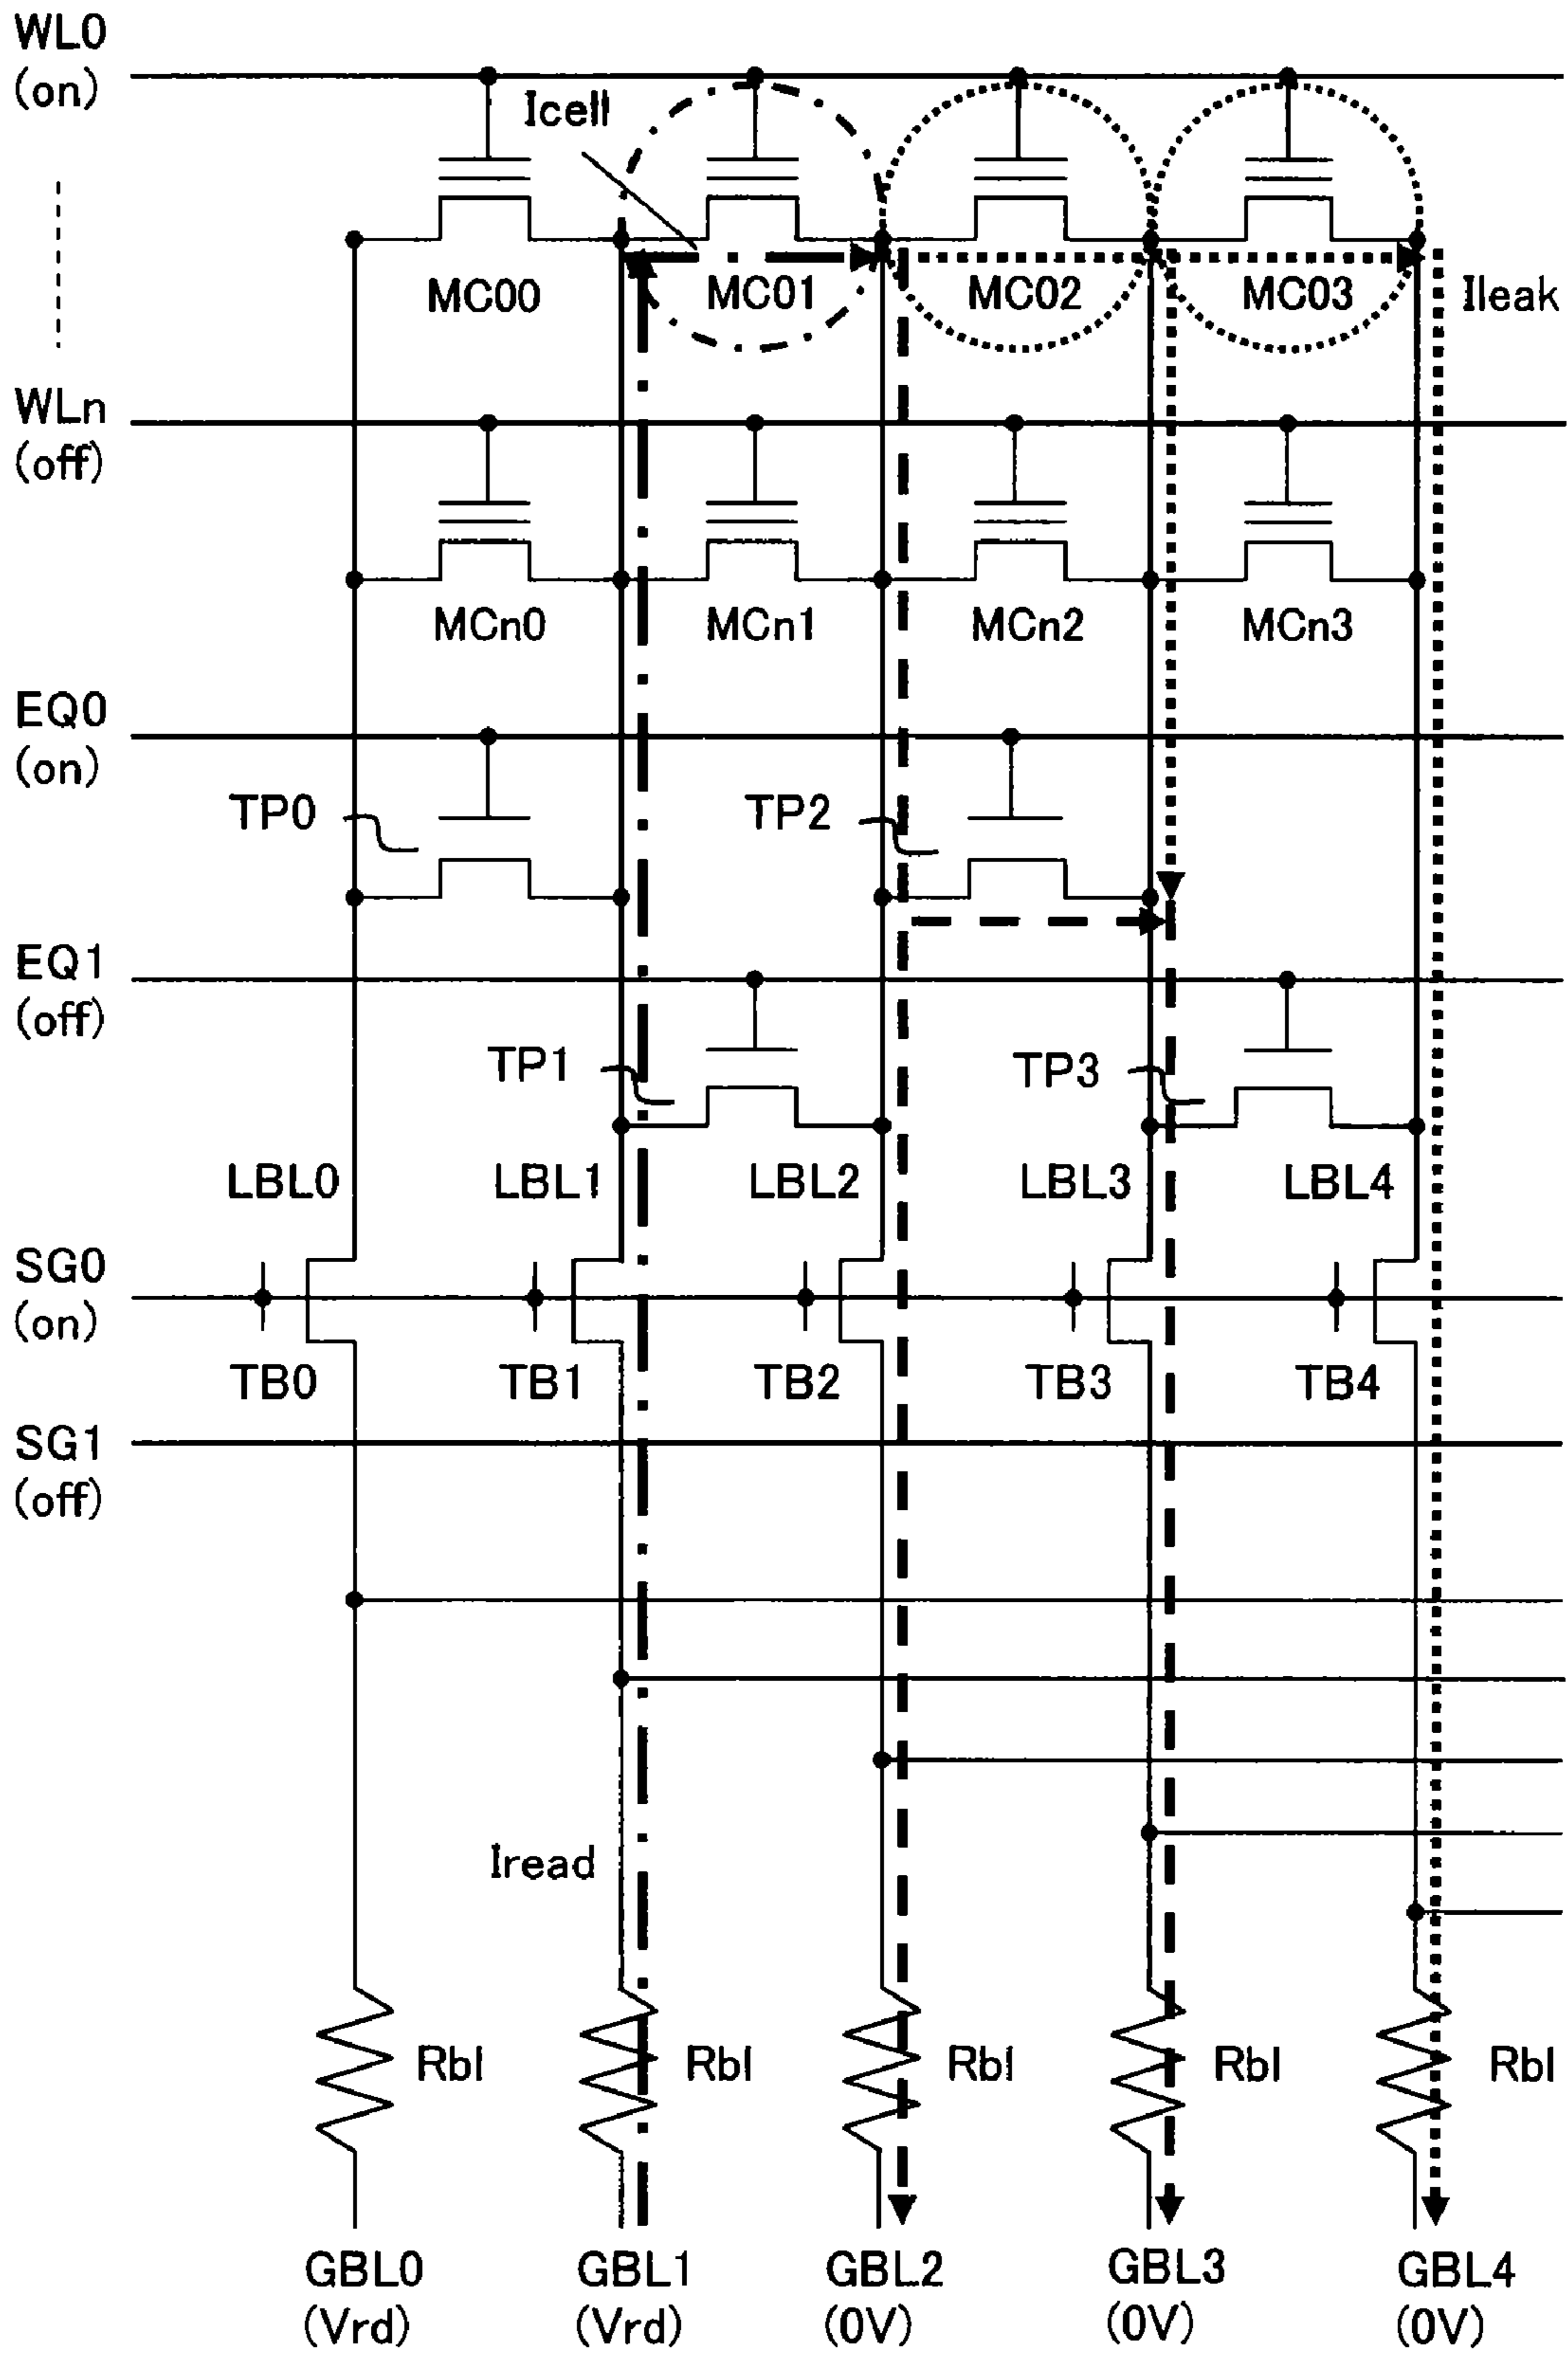 WL0
(on)
Icell
MC00 MC01 MC02 MC03 Ileak
WLn
(off)
MCn0 MCn1 MCn2 MCn3
EQ0
(on)
TP0 TP2
EQ1
(off)
TP1 TP3
LBL0 LBL1 LBL2 LBL3 LBL4
SG0
(on)
TB0 TB1 TB2 TB3 TB4
SG1
(off)
Iread
Rbl Rbl Rbl Rbl Rbl
GBL0 GBL1 GBL2 GBL3 GBL4
(Vrd) (Vrd) (0V) (0V) (0V)